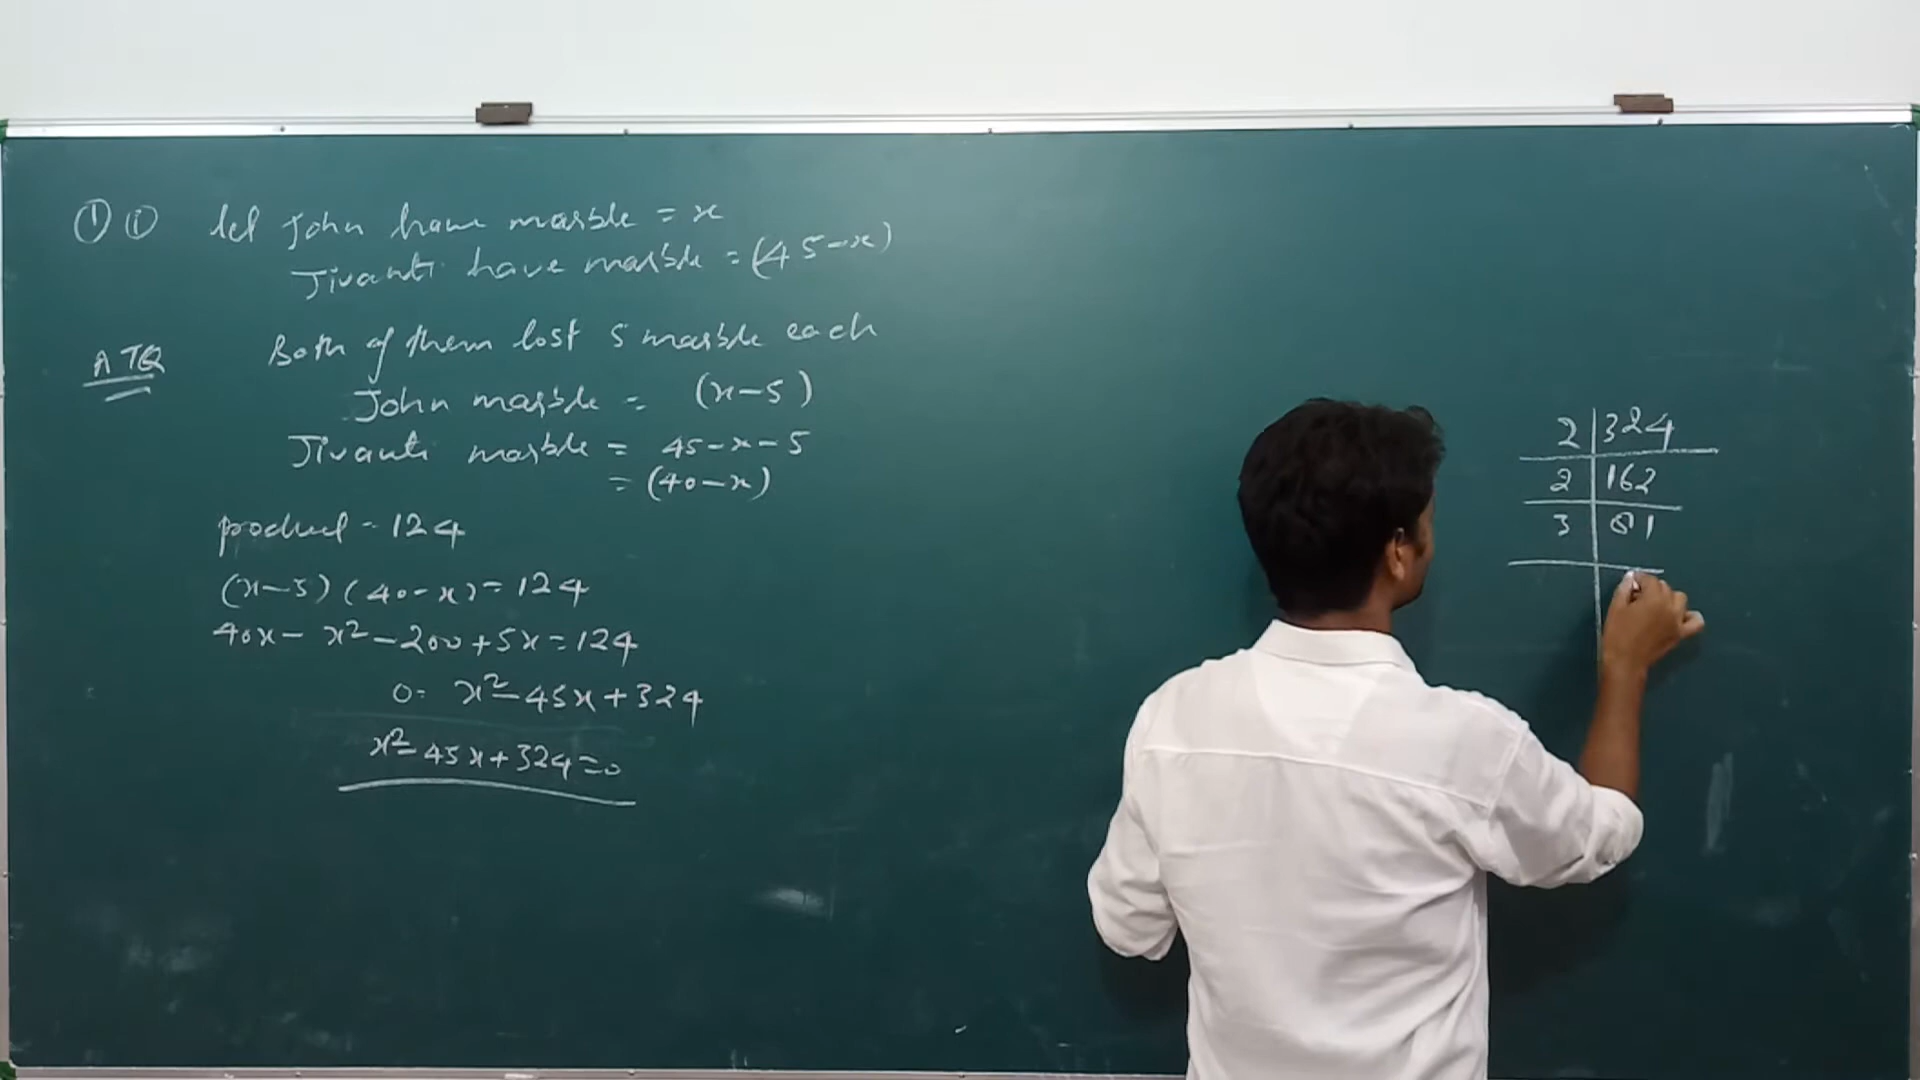 ① ⓘ let John have marble = x
Jivanti have marble = (45-x)
ATQ Both of them lost 5 marble each
John marble = (x-5)
Jivanti marble = 45-x-5
= (40-x)
product = 124
(x-5)(40-x) = 124
40x - x² - 200 + 5x = 124
0 = x² - 45x + 324
x² - 45x + 324 = 0
2 | 324
2 | 162
3 | 81